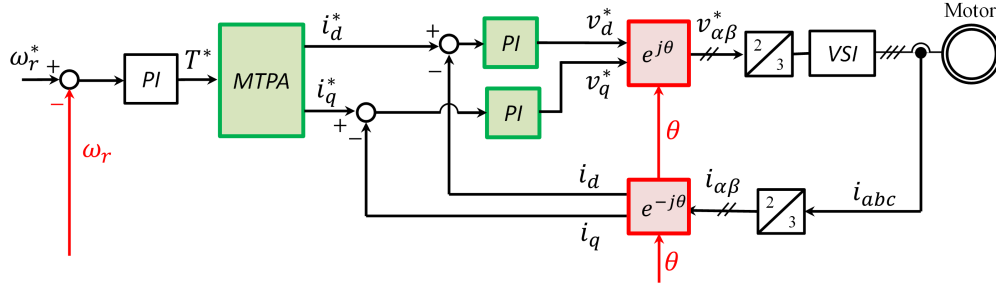 Motor
ω_r^*
+
−
PI
T^*
MTPA
i_d^*
i_q^*
+
−
+
−
PI
PI
v_d^*
v_q^*
e^{jθ}
v_{αβ}^*
2
3
VSI
θ
ω_r
i_d
i_q
e^{-jθ}
i_{αβ}
2
3
i_{abc}
θ